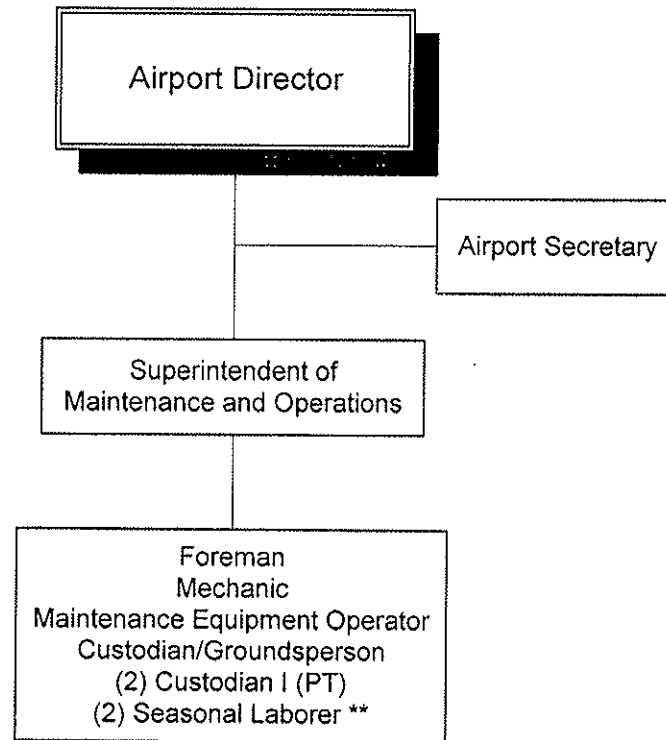 Airport Director
Airport Secretary
Superintendent of
Maintenance and Operations
Foreman
Mechanic
Maintenance Equipment Operator
Custodian/Groundsperson
(2) Custodian I (PT)
(2) Seasonal Laborer **